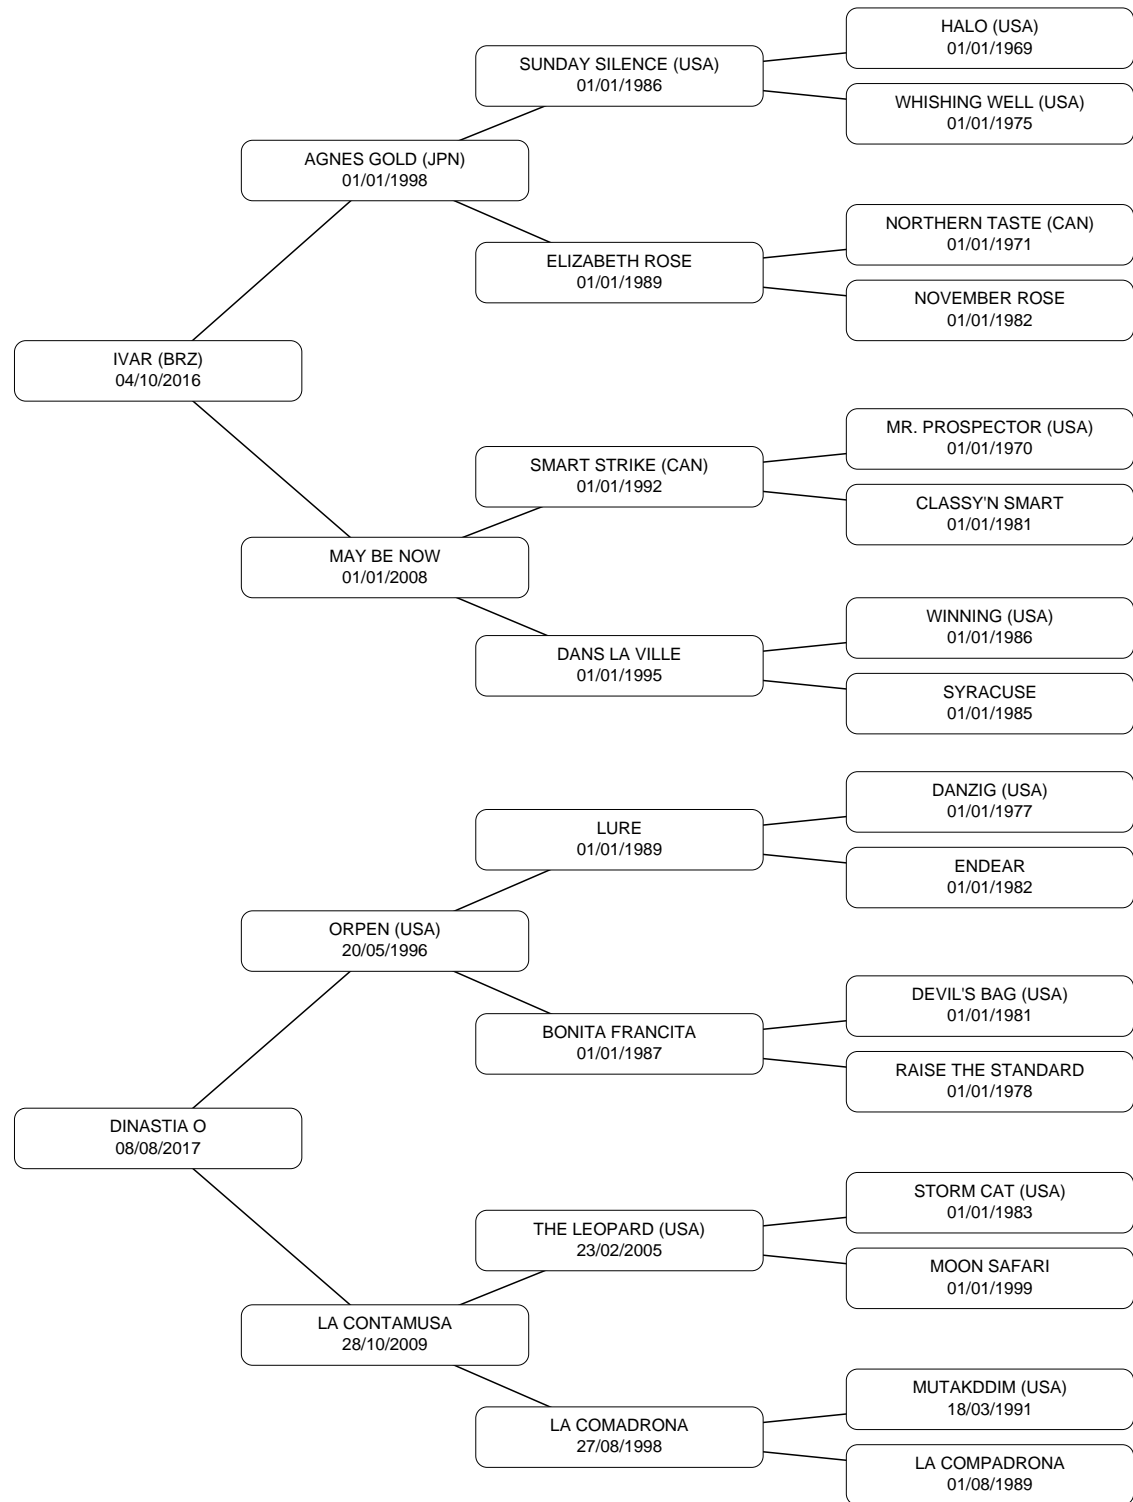 HALO (USA)
01/01/1969
SUNDAY SILENCE (USA)
01/01/1986
WHISHING WELL (USA)
01/01/1975
AGNES GOLD (JPN)
01/01/1998
NORTHERN TASTE (CAN)
01/01/1971
ELIZABETH ROSE
01/01/1989
NOVEMBER ROSE
01/01/1982
IVAR (BRZ)
04/10/2016
MR. PROSPECTOR (USA)
01/01/1970
SMART STRIKE (CAN)
01/01/1992
CLASSY'N SMART
01/01/1981
MAY BE NOW
01/01/2008
WINNING (USA)
01/01/1986
DANS LA VILLE
01/01/1995
SYRACUSE
01/01/1985
DANZIG (USA)
01/01/1977
LURE
01/01/1989
ENDEAR
01/01/1982
ORPEN (USA)
20/05/1996
DEVIL'S BAG (USA)
01/01/1981
BONITA FRANCITA
01/01/1987
RAISE THE STANDARD
01/01/1978
DINASTIA O
08/08/2017
STORM CAT (USA)
01/01/1983
THE LEOPARD (USA)
23/02/2005
MOON SAFARI
01/01/1999
LA CONTAMUSA
28/10/2009
MUTAKDDIM (USA)
18/03/1991
LA COMADRONA
27/08/1998
LA COMPADRONA
01/08/1989